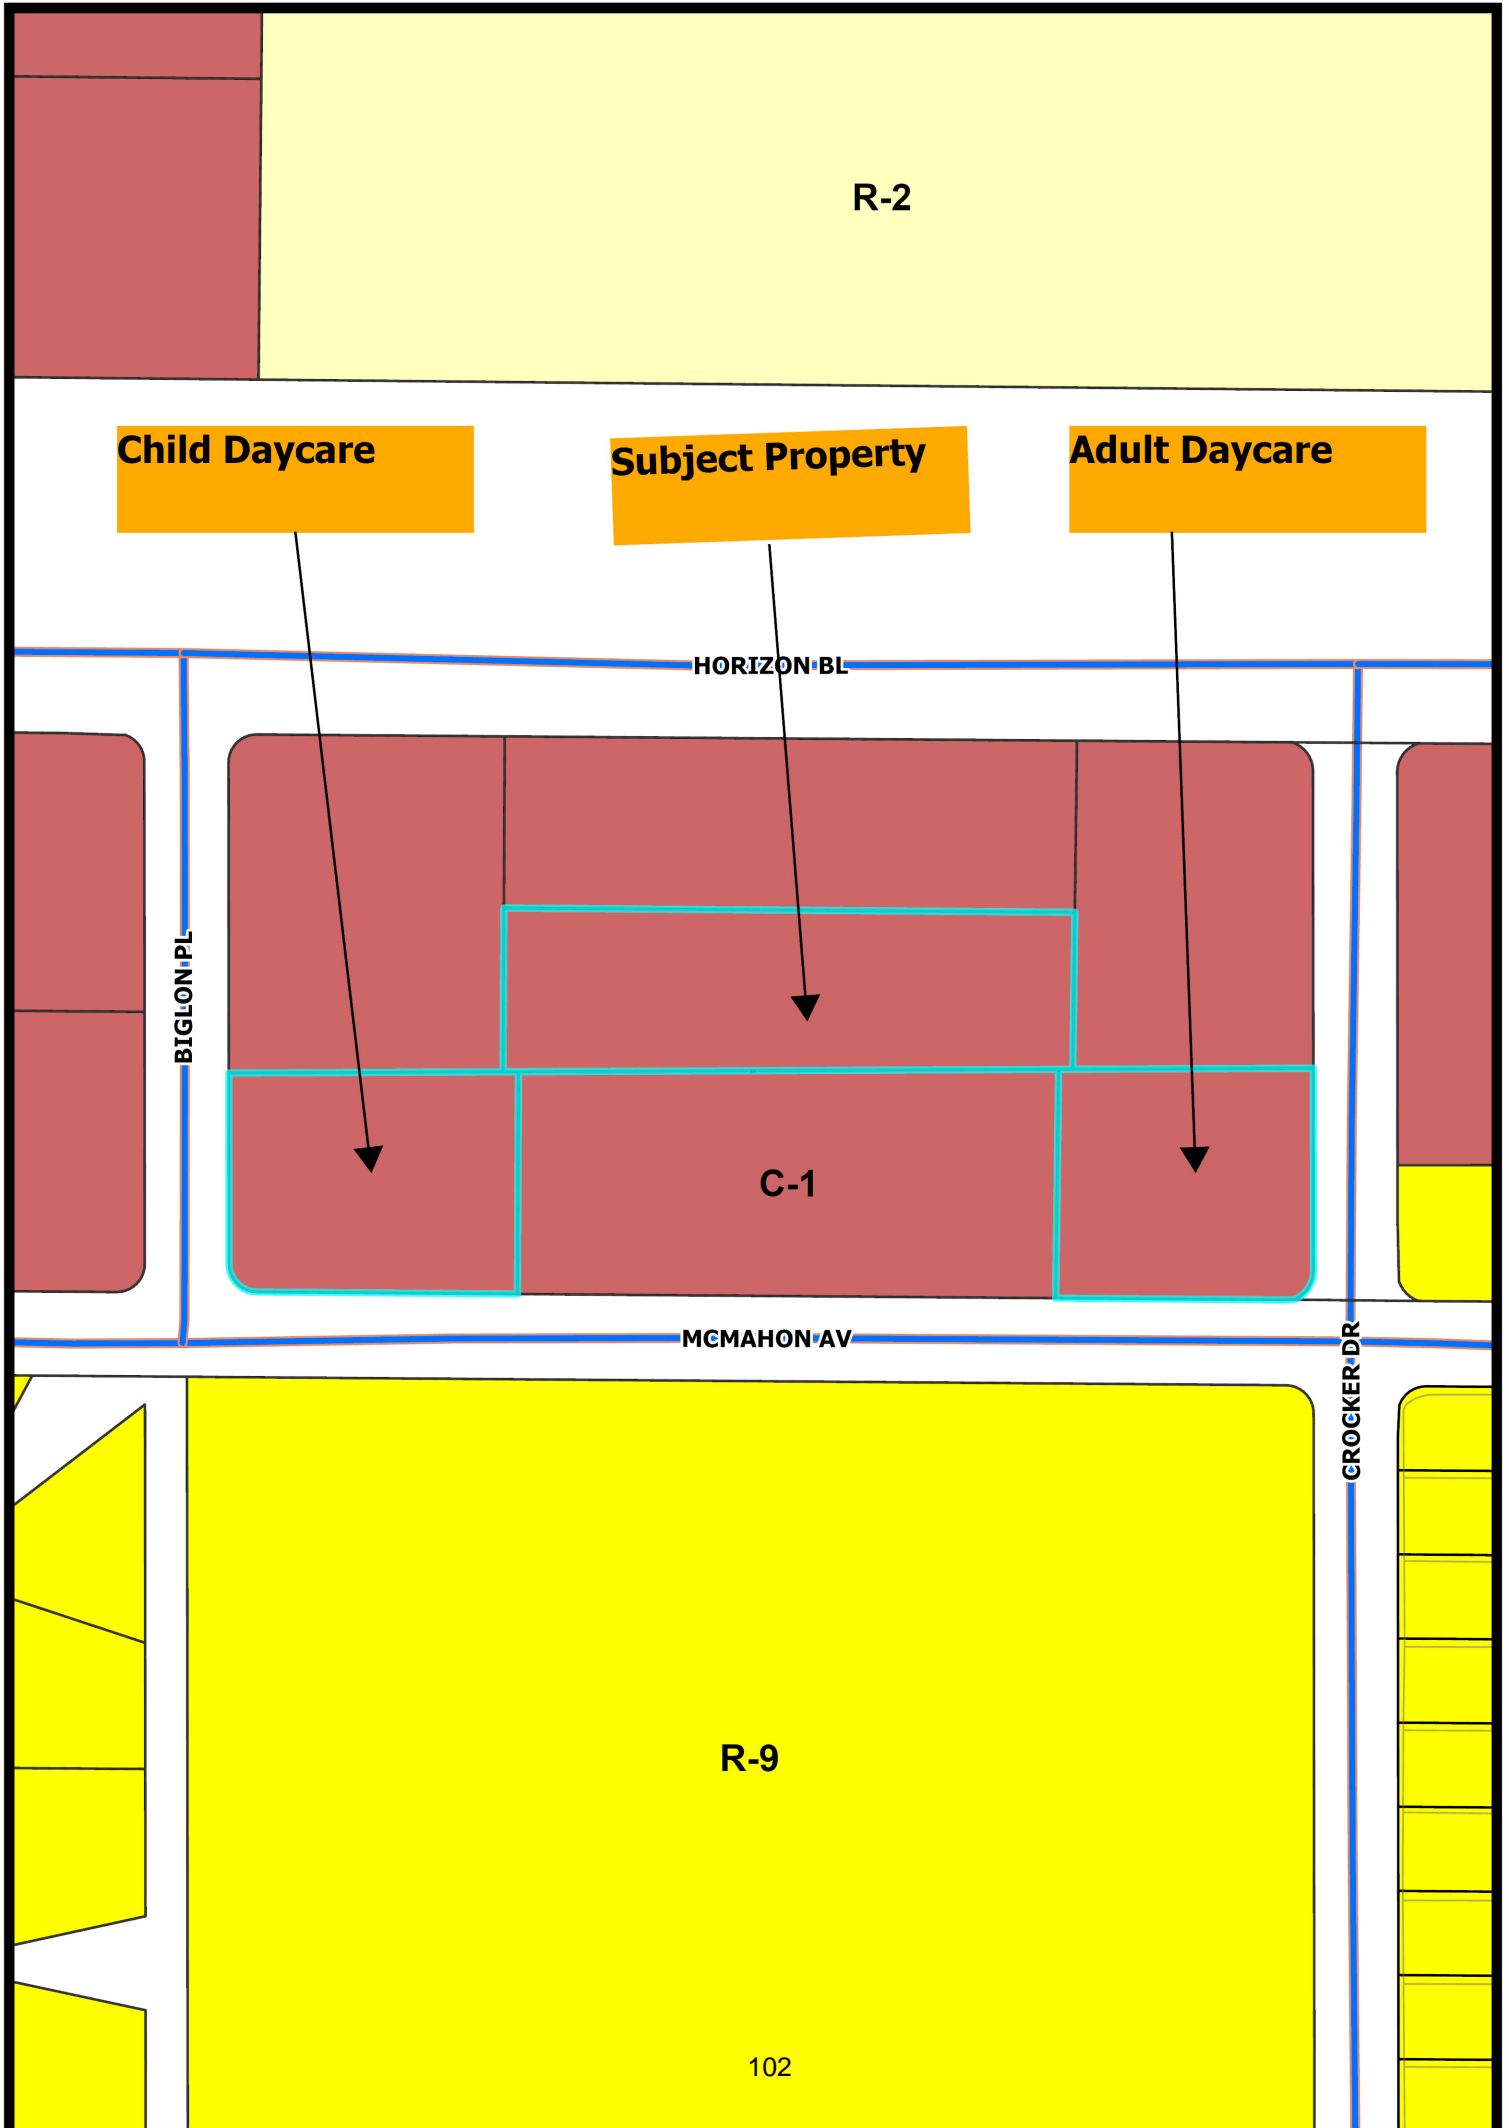 R-2
Child Daycare
Subject Property
Adult Daycare
HORIZON BL
BIGLON PL
C-1
MCMAHON AV
CROCKER DR
R-9
102